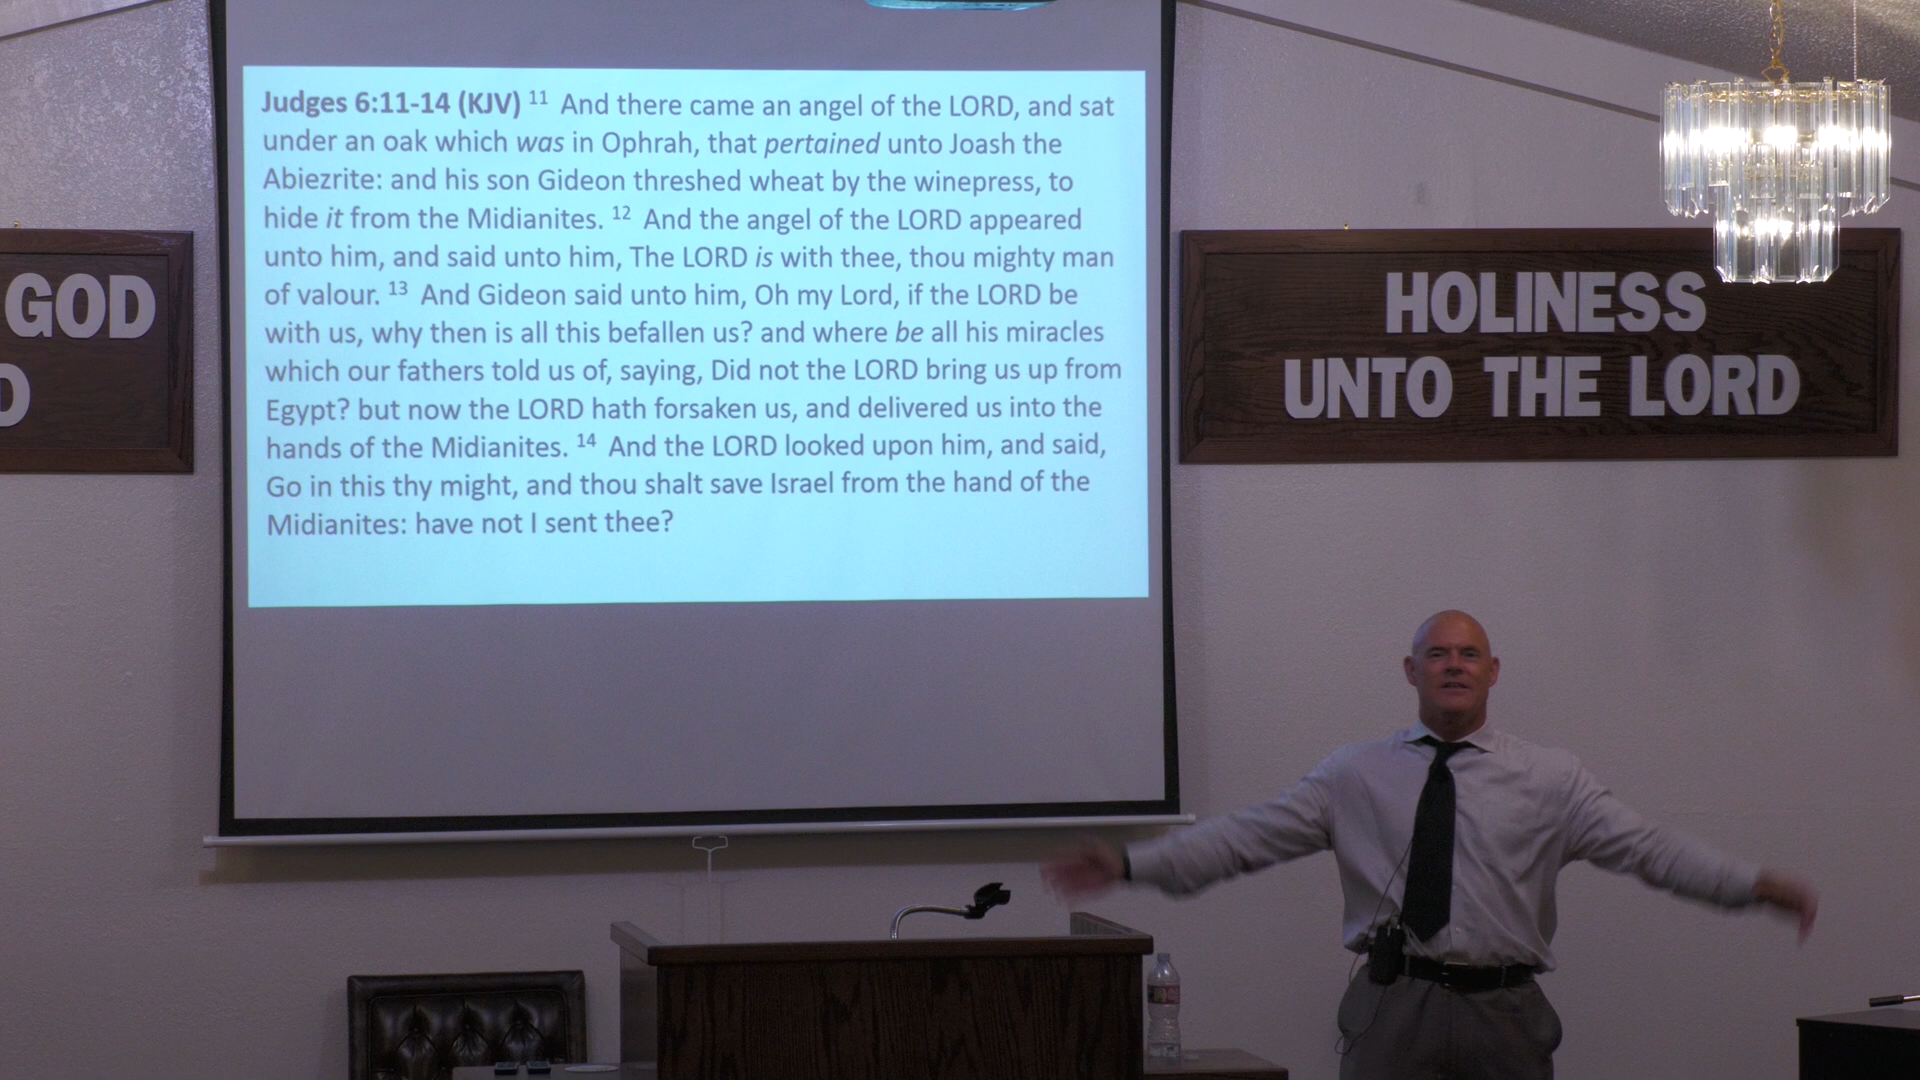 Judges 6:11-14 (KJV) 11 And there came an angel of the LORD, and sat
under an oak which was in Ophrah, that pertained unto Joash the
Abiezrite: and his son Gideon threshed wheat by the winepress, to
hide it from the Midianites. 12 And the angel of the LORD appeared
unto him, and said unto him, The LORD is with thee, thou mighty man
of valour. 13 And Gideon said unto him, Oh my Lord, if the LORD be
with us, why then is all this befallen us? and where be all his miracles
which our fathers told us of, saying, Did not the LORD bring us up from
Egypt? but now the LORD hath forsaken us, and delivered us into the
hands of the Midianites. 14 And the LORD looked upon him, and said,
Go in this thy might, and thou shalt save Israel from the hand of the
Midianites: have not I sent thee?
GOD
D
HOLINESS
UNTO THE LORD